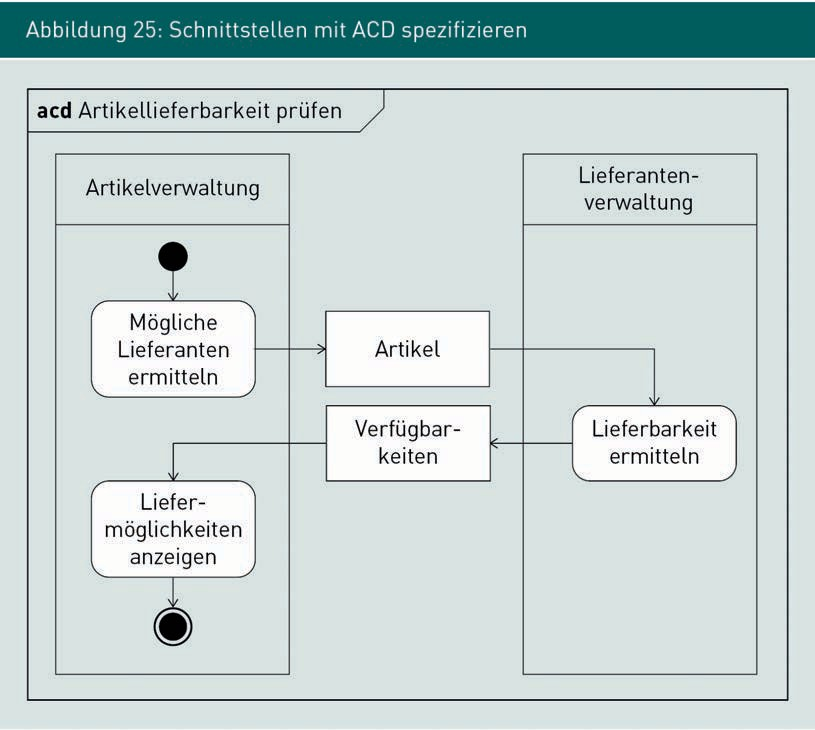 Abbildung 25: Schnittstellen mit ACD spezifizieren
acd Artikellieferbarkeit prüfen
Artikelverwaltung
Lieferanten-
verwaltung
Mögliche
Lieferanten
ermitteln
Artikel
Verfügbar-
keiten
Lieferbarkeit
ermitteln
Liefer-
möglichkeiten
anzeigen